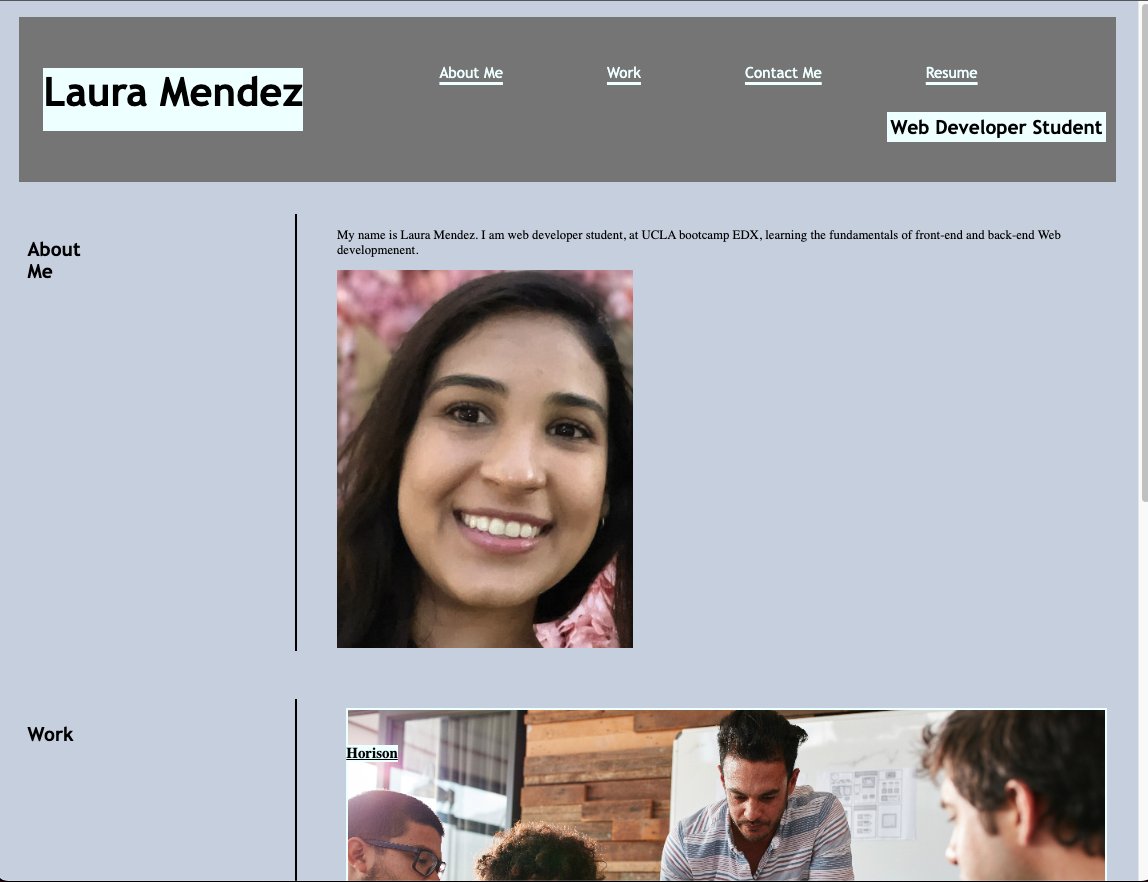 Laura Mendez
About Me
Work
Contact Me
Resume
Web Developer Student
About
Me
My name is Laura Mendez. I am web developer student, at UCLA bootcamp EDX, learning the fundamentals of front-end and back-end Web
developmenent.
Work
Horison